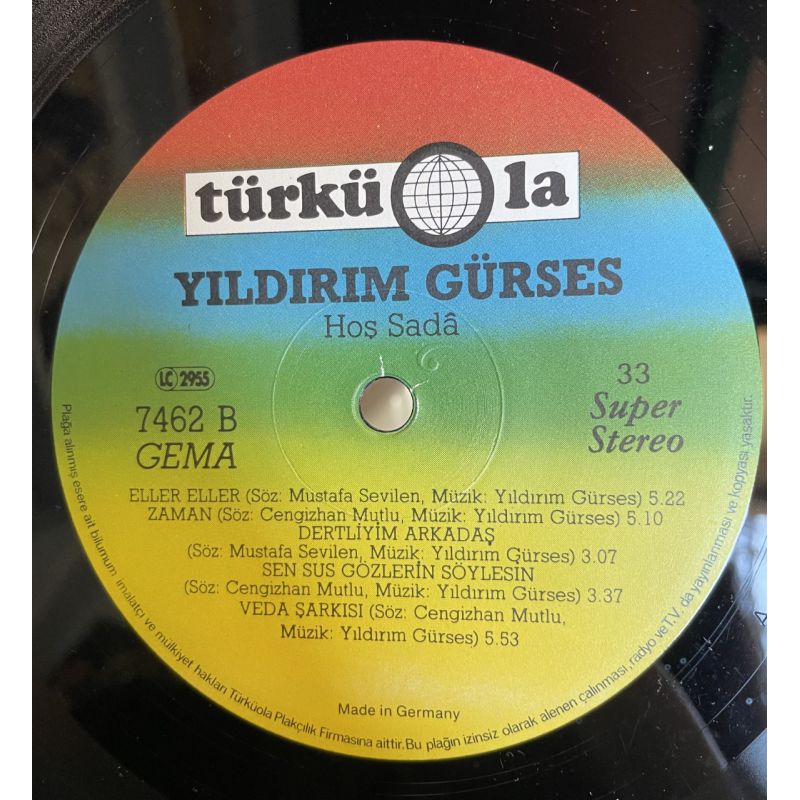 türküola
YILDIRIM GÜRSES
Hoş Sadâ
LC 2955
7462 B
GEMA
33
Super
Stereo
ELLER ELLER (Söz: Mustafa Sevilen, Müzik: Yıldırım Gürses) 5.22
ZAMAN (Söz: Cengizhan Mutlu, Müzik: Yıldırım Gürses) 5.10
DERTLİYİM ARKADAŞ
(Söz: Mustafa Sevilen, Müzik: Yıldırım Gürses) 3.07
SEN SUS GÖZLERİN SÖYLESIN
(Söz: Cengizhan Mutlu, Müzik: Yıldırım Gürses) 3.37
VEDA ŞARKISI (Söz: Cengizhan Mutlu,
Müzik: Yıldırım Gürses) 5.53
Made in Germany
Plağa alınmış esere ait bilumum imalatçı ve mülkiyet hakları Türküola Plakçılık Firmasına aittir. Bu plağın izinsiz olarak alenen çalınması, radyo ve T.V. da yayınlanması ve kopyası yasaktır.